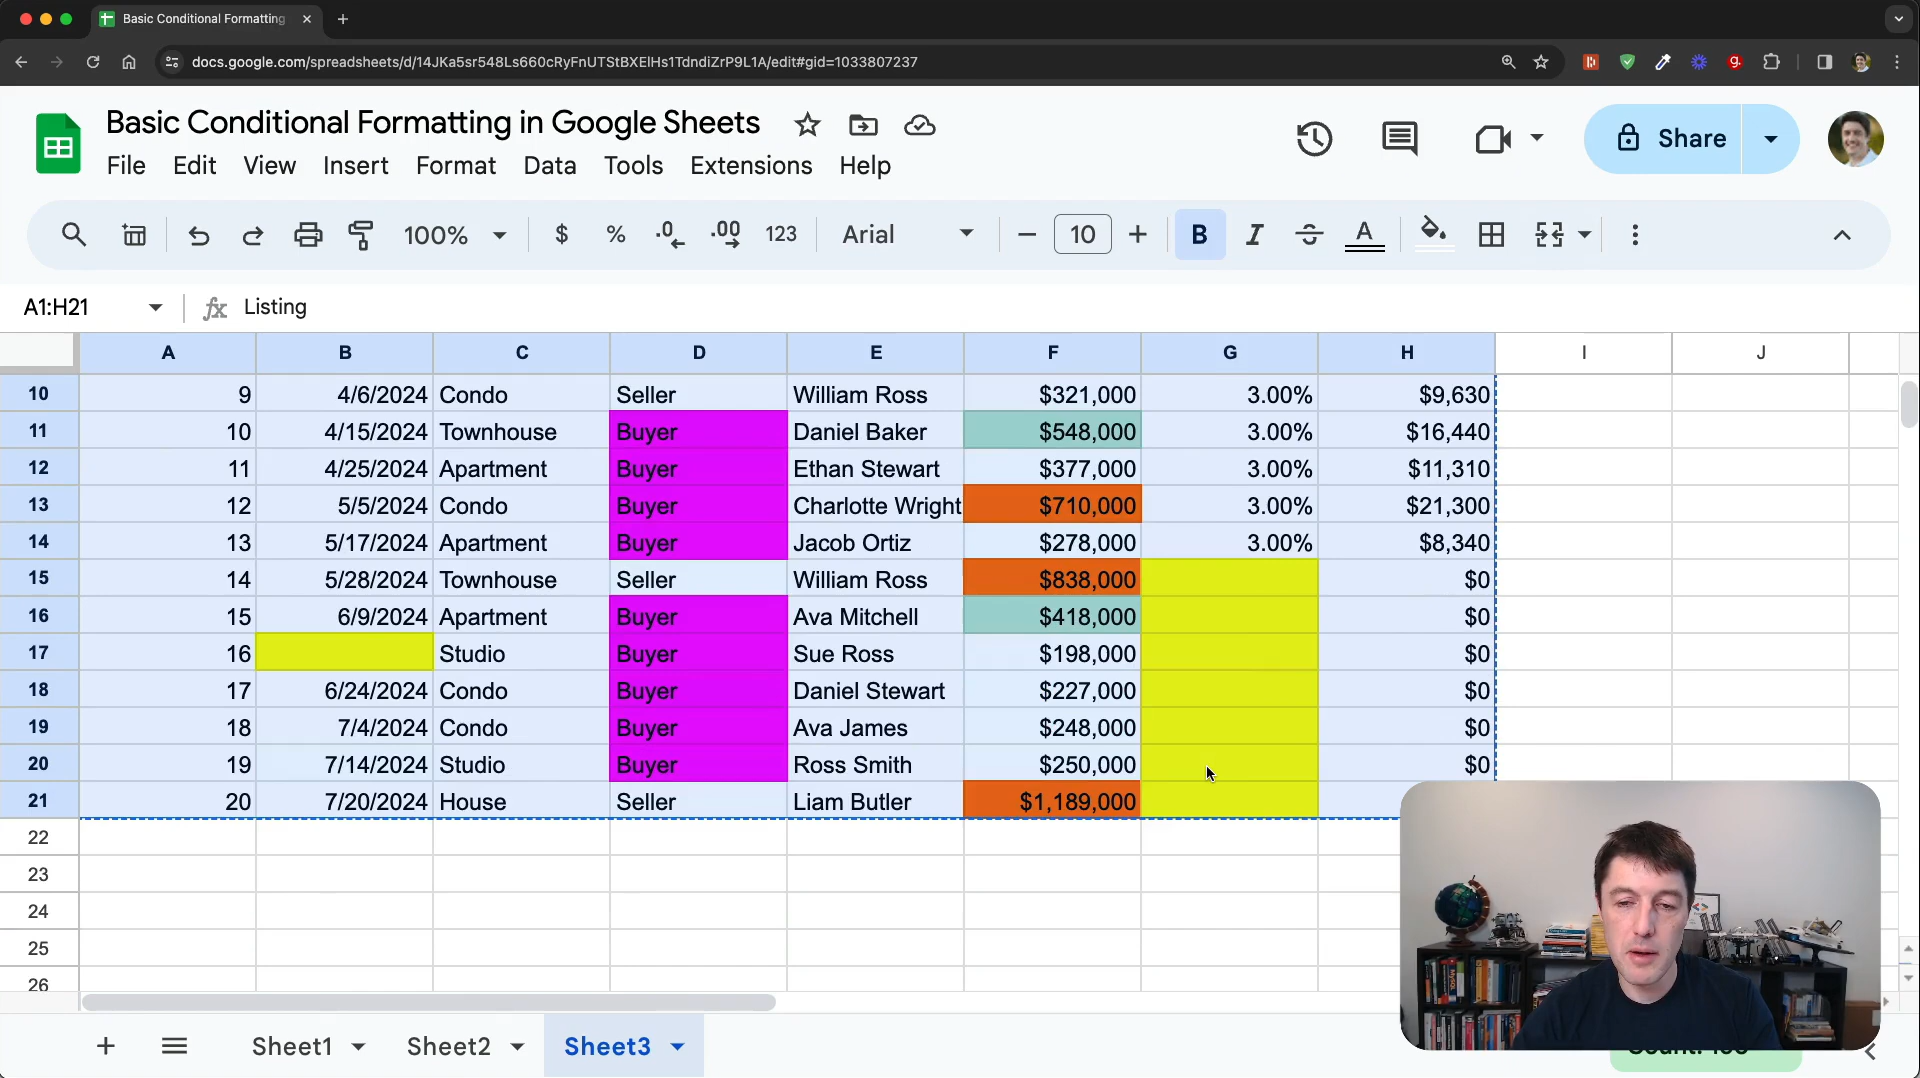 Basic Conditional Formatting
docs.google.com/spreadsheets/d/14JKa5sr548Ls660cRyFnUTStBXElHs1TdndiZrP9L1A/edit#gid=1033807237
Basic Conditional Formatting in Google Sheets
File Edit View Insert Format Data Tools Extensions Help
Share
100% $ % .0 .00 123 Arial 10 B I S A
A1:H21 fx Listing
A B C D E F G H I J
10 9 4/6/2024 Condo Seller William Ross $321,000 3.00% $9,630
11 10 4/15/2024 Townhouse Buyer Daniel Baker $548,000 3.00% $16,440
12 11 4/25/2024 Apartment Buyer Ethan Stewart $377,000 3.00% $11,310
13 12 5/5/2024 Condo Buyer Charlotte Wright $710,000 3.00% $21,300
14 13 5/17/2024 Apartment Buyer Jacob Ortiz $278,000 3.00% $8,340
15 14 5/28/2024 Townhouse Seller William Ross $838,000 $0
16 15 6/9/2024 Apartment Buyer Ava Mitchell $418,000 $0
17 16 Studio Buyer Sue Ross $198,000 $0
18 17 6/24/2024 Condo Buyer Daniel Stewart $227,000 $0
19 18 7/4/2024 Condo Buyer Ava James $248,000 $0
20 19 7/14/2024 Studio Buyer Ross Smith $250,000 $0
21 20 7/20/2024 House Seller Liam Butler $1,189,000
22
23
24
25
26
Sheet1 Sheet2 Sheet3